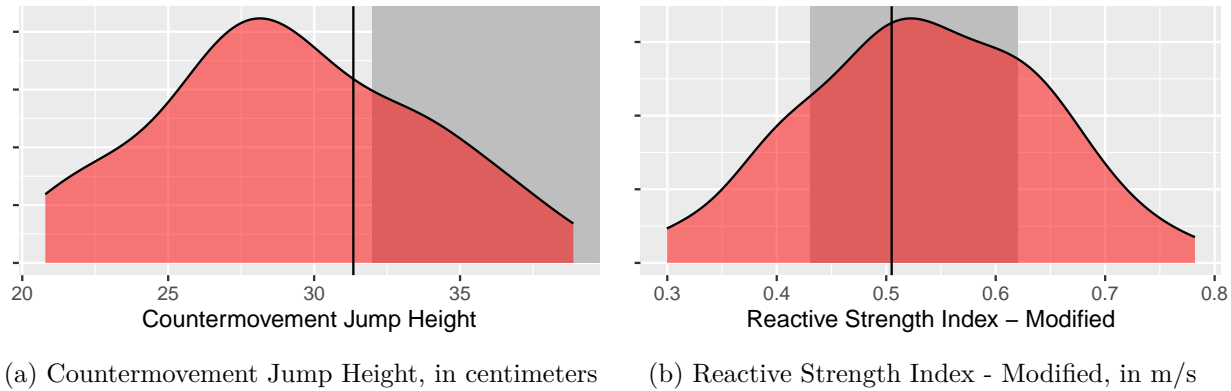 20 25 30 35
Countermovement Jump Height
(a) Countermovement Jump Height, in centimeters
0.3 0.4 0.5 0.6 0.7 0.8
Reactive Strength Index – Modified
(b) Reactive Strength Index - Modified, in m/s